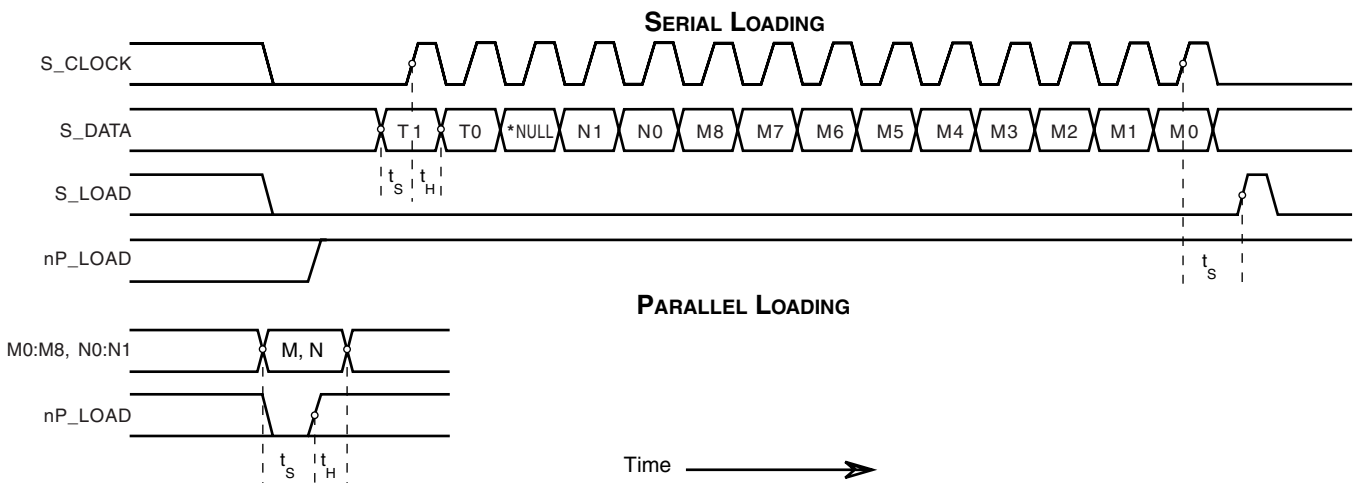 SERIAL LOADING
S_CLOCK
S_DATA T1 T0 *NULL N1 N0 M8 M7 M6 M5 M4 M3 M2 M1 M0
tS tH
S_LOAD
nP_LOAD
tS
PARALLEL LOADING
M0:M8, N0:N1 M, N
nP_LOAD
tS tH
Time